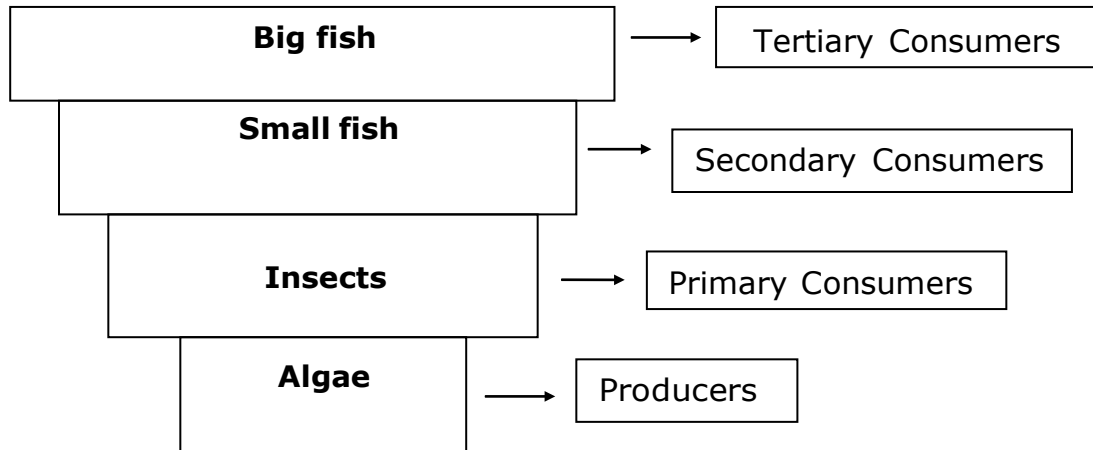 Big fish
Tertiary Consumers
Small fish
Secondary Consumers
Insects
Primary Consumers
Algae
Producers